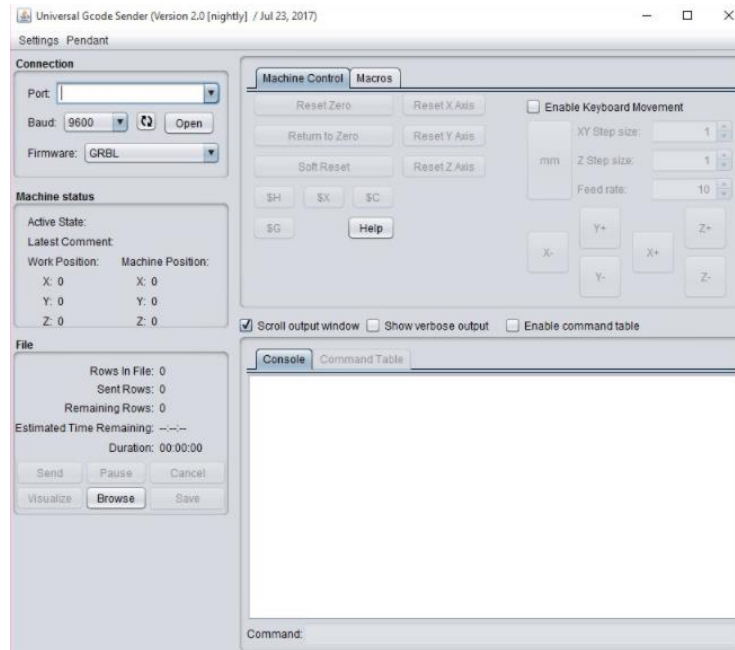 Universal Gcode Sender (Version 2.0 [nightly] / Jul 23, 2017)
Settings Pendant
Connection
Port:
Baud: 9600 Open
Firmware: GRBL
Machine status
Active State:
Latest Comment:
Work Position: Machine Position:
X: 0 X: 0
Y: 0 Y: 0
Z: 0 Z: 0
File
Rows In File: 0
Sent Rows: 0
Remaining Rows: 0
Estimated Time Remaining: --:--:--
Duration: 00:00:00
Send Pause Cancel
Visualize Browse Save
Machine Control Macros
Reset Zero Reset X Axis
Return to Zero Reset Y Axis
Soft Reset Reset Z Axis
$H $X $C
$G Help
Enable Keyboard Movement
XY Step size: 1
mm Z Step size: 1
Feed rate: 10
Y+ Z+
X- X+
Y- Z-
Scroll output window Show verbose output Enable command table
Console Command Table
Command: